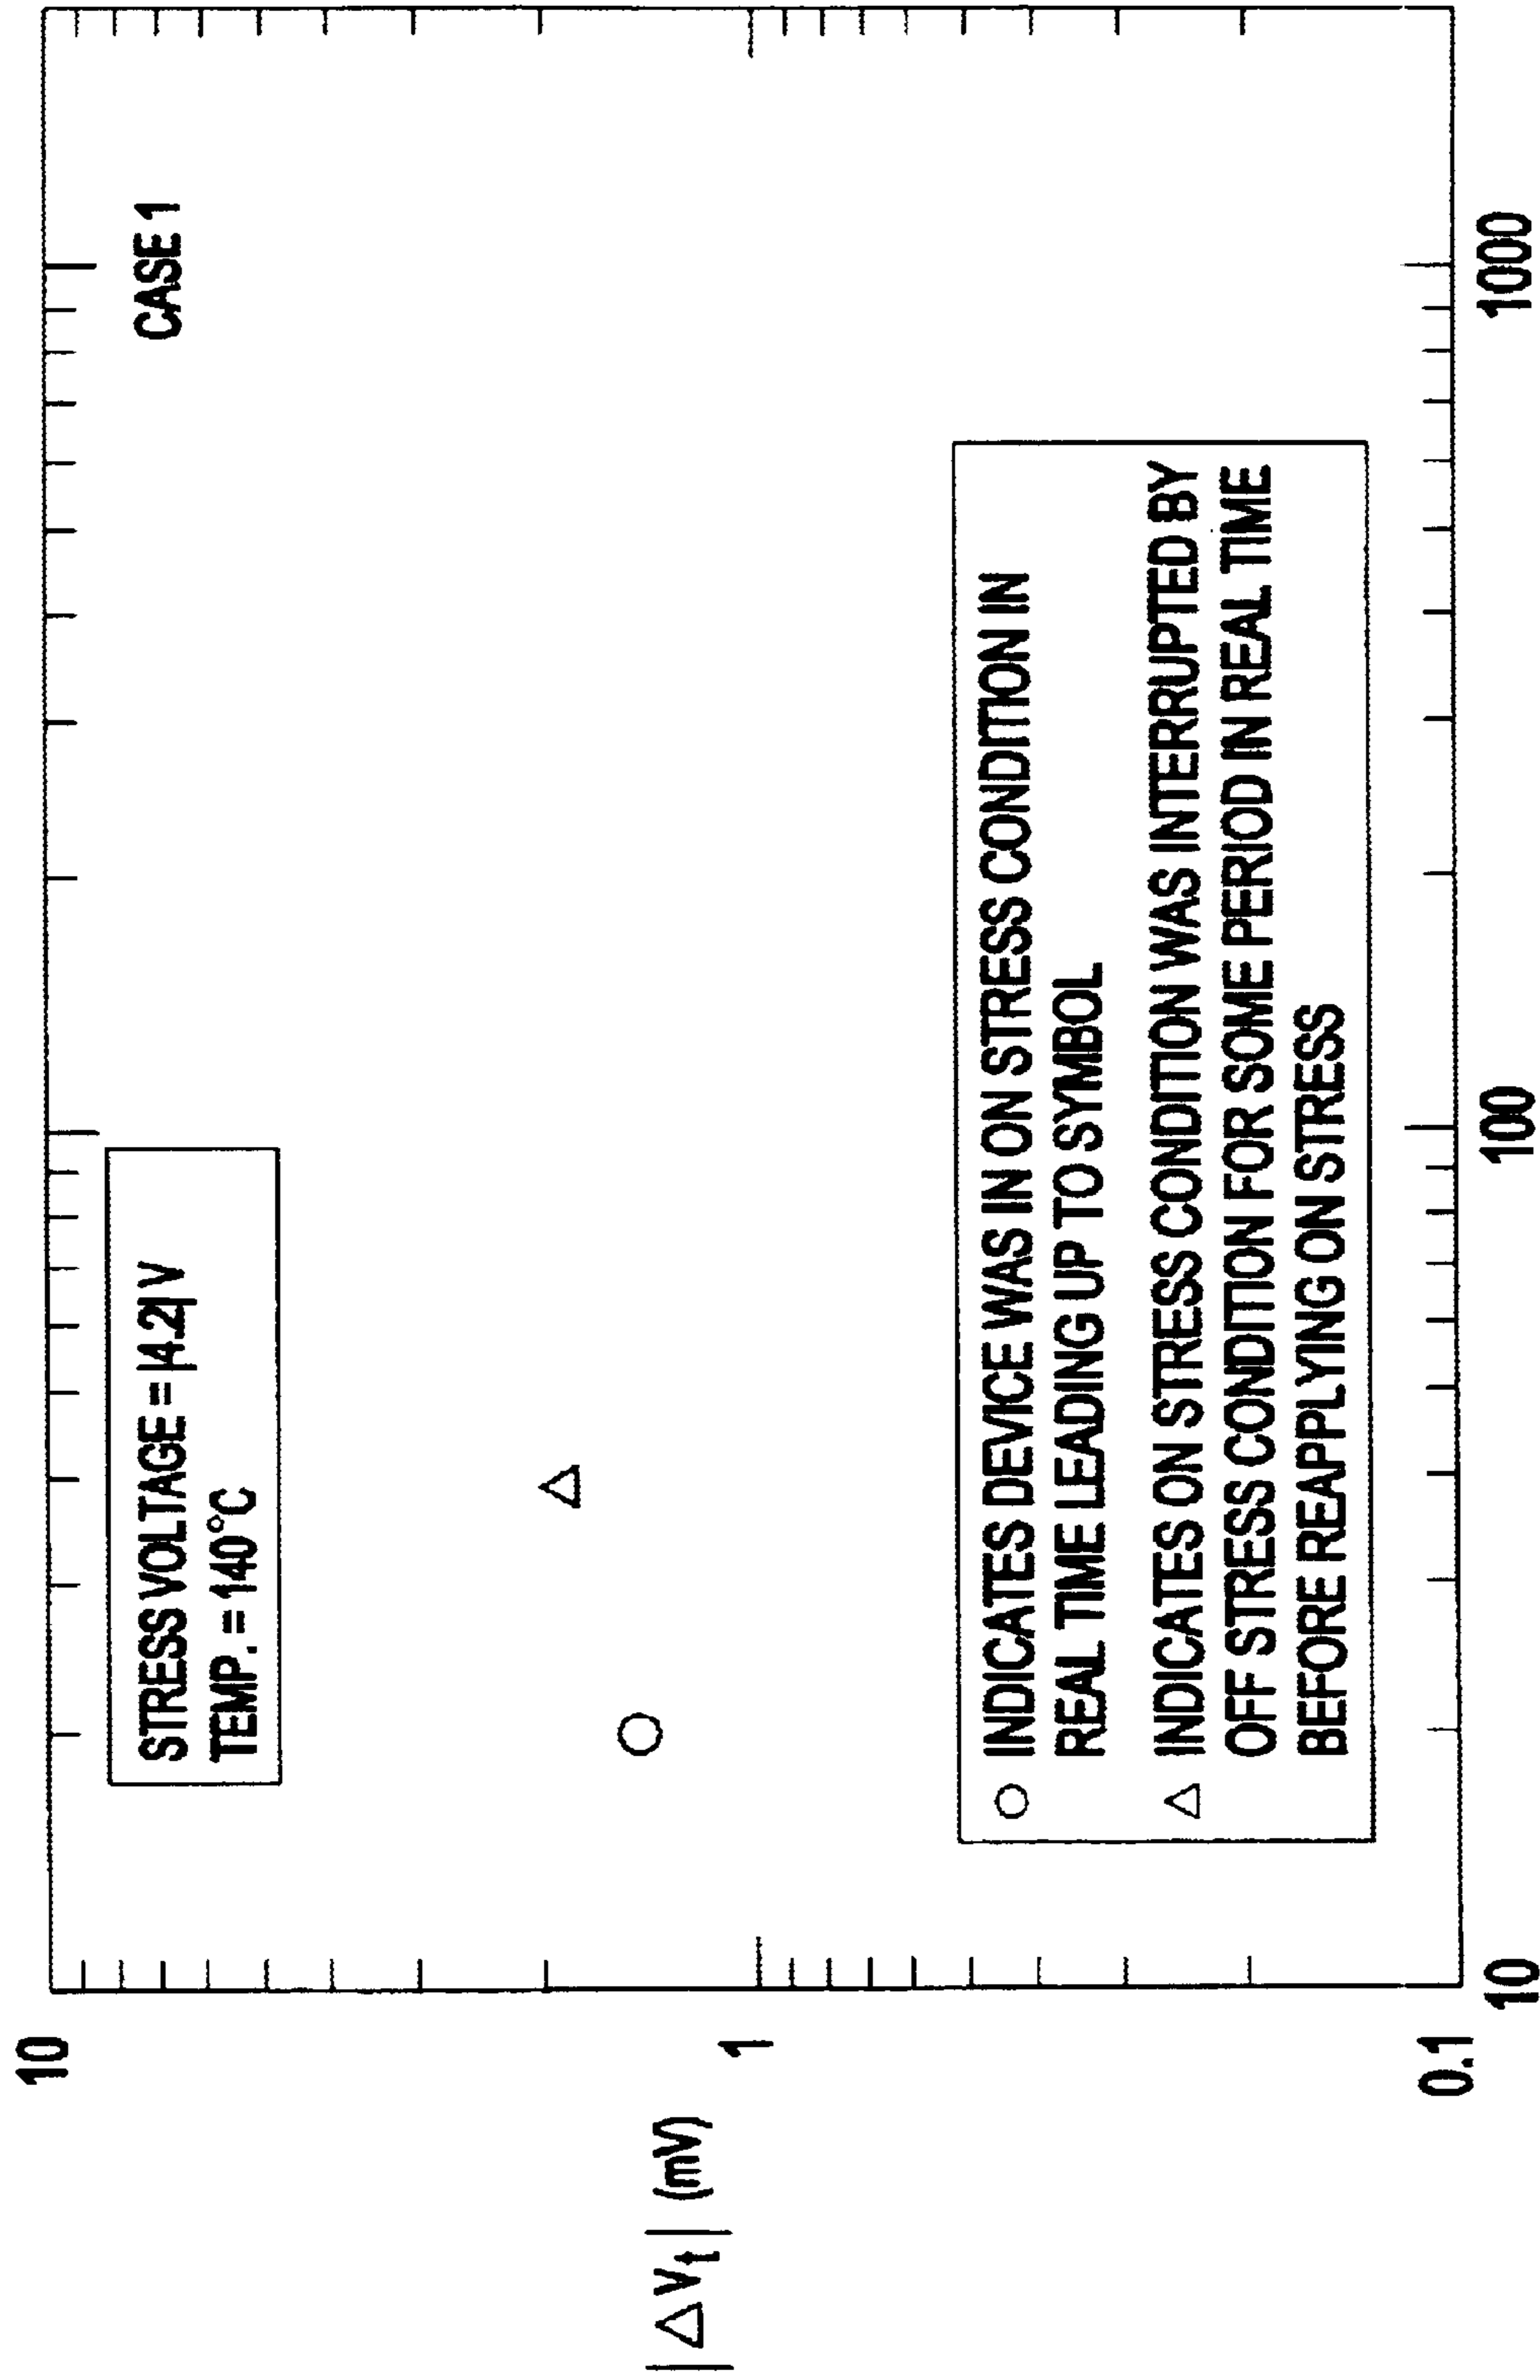 10
1
0.1
|△Vt| (mV)
STRESS VOLTAGE = |4.2| V
TEMP. = 140°C
CASE 1
○ INDICATES DEVICE WAS IN ON STRESS CONDITION IN
REAL TIME LEADING UP TO SYMBOL
△ INDICATES ON STRESS CONDITION WAS INTERRUPTED BY
OFF STRESS CONDITION FOR SOME PERIOD IN REAL TIME
BEFORE REAPPLYING ON STRESS
10
100
1000